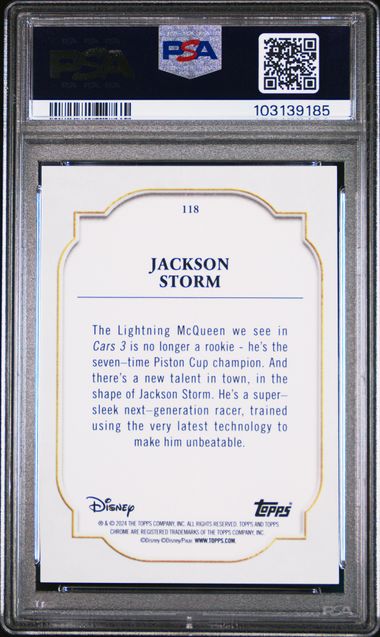 PSA
PSA
103139185
118
JACKSON
STORM
The Lightning McQueen we see in
Cars 3 is no longer a rookie - he's the
seven–time Piston Cup champion. And
there's a new talent in town, in the
shape of Jackson Storm. He's a super–
sleek next–generation racer, trained
using the very latest technology to
make him unbeatable.
Disney
topps
® & © 2024 THE TOPPS COMPANY, INC. ALL RIGHTS RESERVED. TOPPS AND TOPPS
CHROME ARE REGISTERED TRADEMARKS OF THE TOPPS COMPANY, INC.
©Disney ©Disney/Pixar WWW.TOPPS.COM
PSA